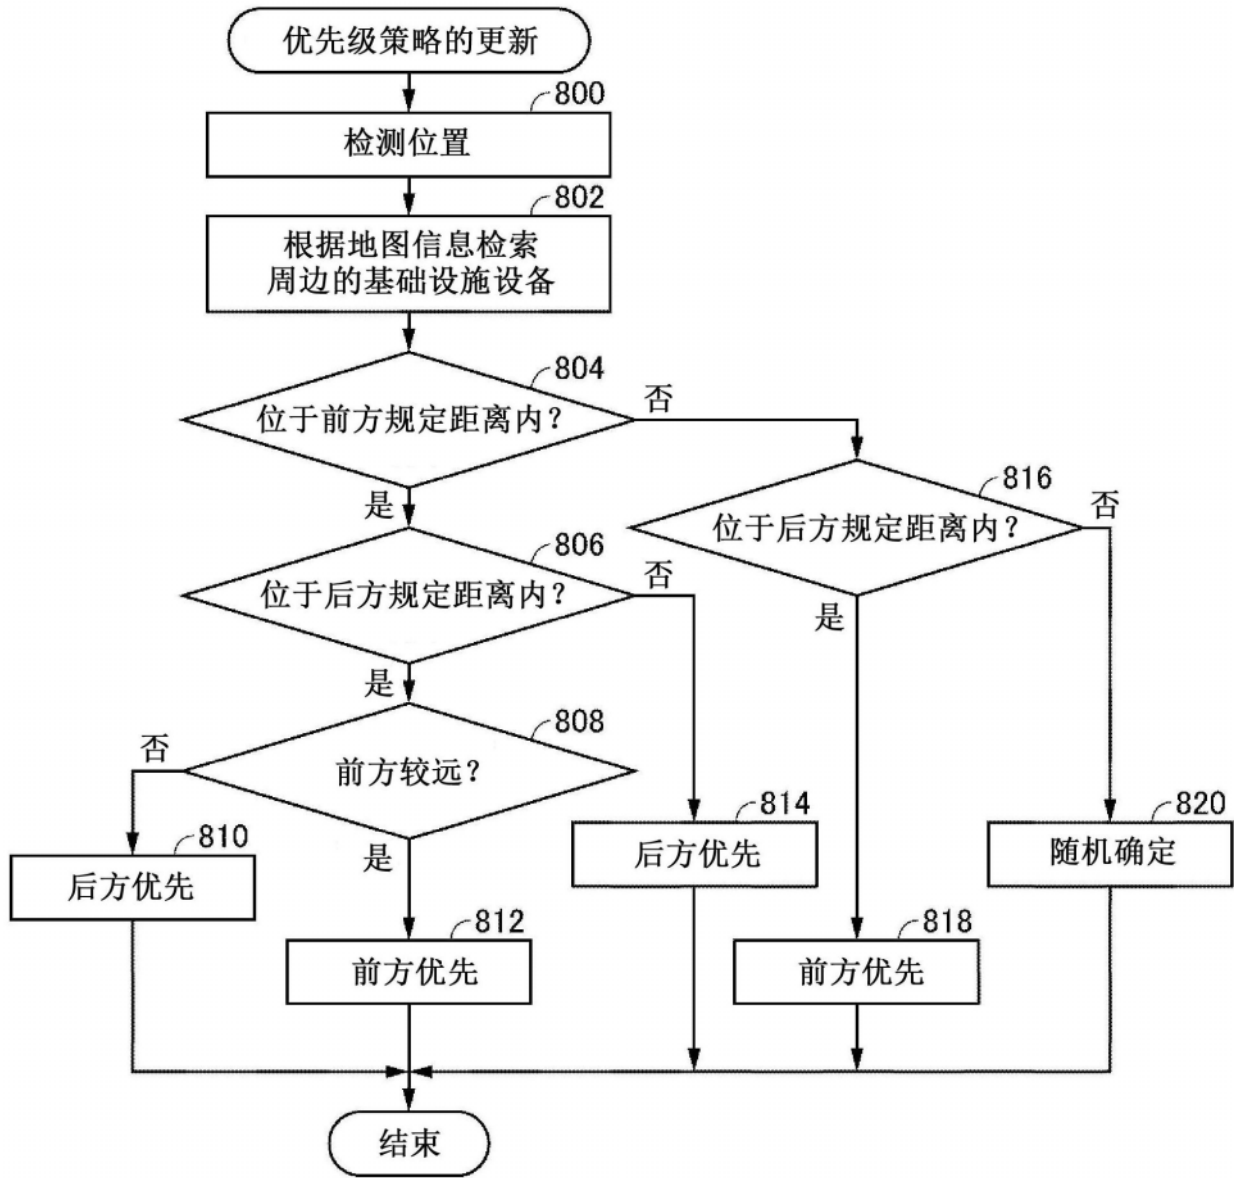 优先级策略的更新
800
检测位置
802
根据地图信息检索
周边的基础设施设备
804
位于前方规定距离内？
否
816
位于后方规定距离内？
否
是
806
位于后方规定距离内？
否
是
是
808
前方较远？
否
810
后方优先
是
812
前方优先
814
后方优先
818
前方优先
820
随机确定
结束